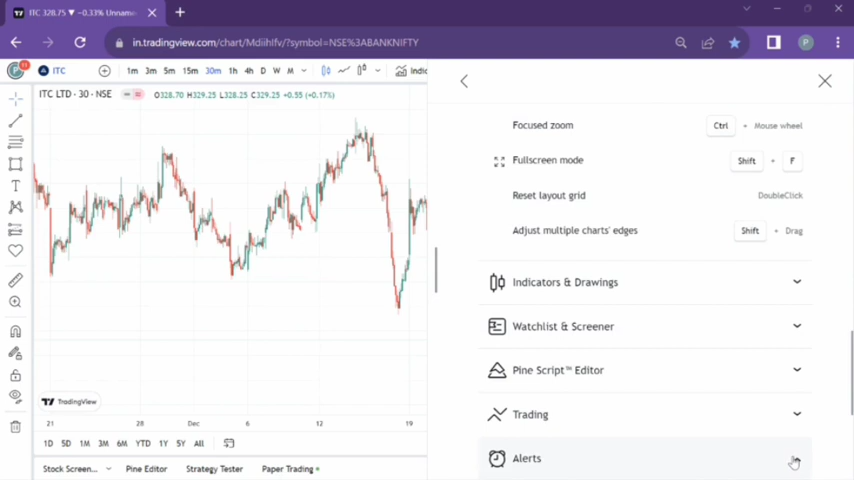 ITC 328.75 ▼ −0.33% Unnam
in.tradingview.com/chart/MdiihIfv/?symbol=NSE%3ABANKNIFTY
P
11
ITC
1m 3m 5m 15m 30m 1h 4h D W M
Indic
ITC LTD · 30 · NSE
O328.70 H329.25 L328.25 C329.25 +0.55 (+0.17%)
TradingView
21 28 Dec 6 12 19
1D 5D 1M 3M 6M YTD 1Y 5Y All
Stock Screen... Pine Editor Strategy Tester Paper Trading
Focused zoom Ctrl + Mouse wheel
Fullscreen mode Shift + F
Reset layout grid DoubleClick
Adjust multiple charts' edges Shift + Drag
Indicators & Drawings
Watchlist & Screener
Pine Script™ Editor
Trading
Alerts